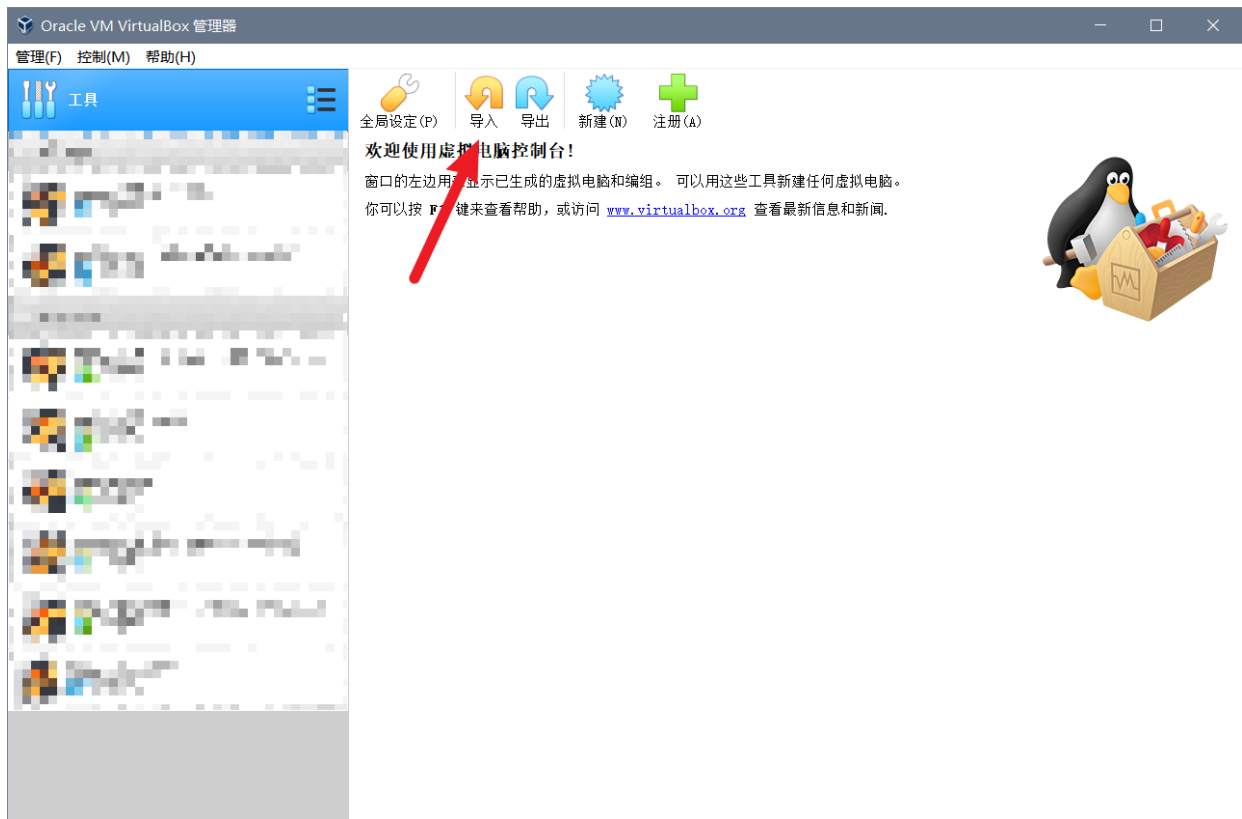 Oracle VM VirtualBox 管理器
管理(F) 控制(M) 帮助(H)
工具
全局设定(P) 导入 导出 新建(N) 注册(A)
欢迎使用虚拟电脑控制台!
窗口的左边用 显示已生成的虚拟电脑和编组。 可以用这些工具新建任何虚拟电脑。
你可以按 键来查看帮助, 或访问 www.virtualbox.org 查看最新信息和新闻.